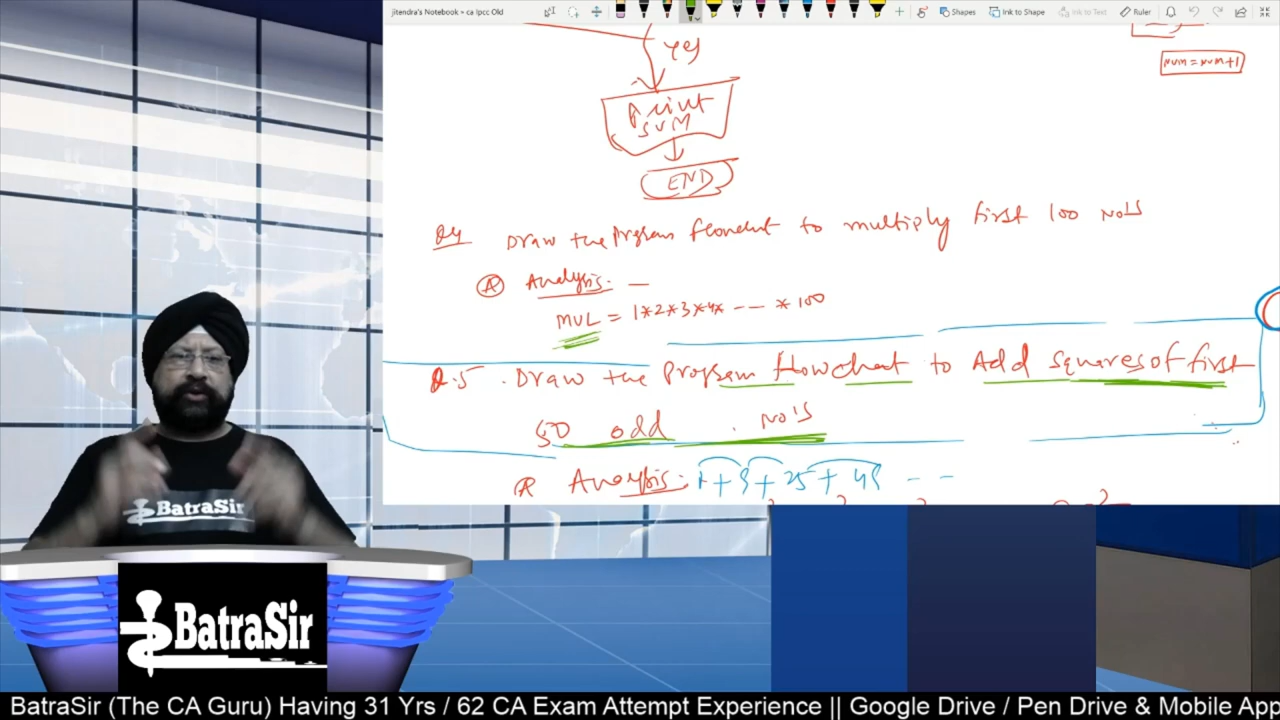 jitendra's Notebook > ca Ipcc Old
Shapes
Ink to Shape
Ink to Text
Ruler
yes
NUM = NUM+1
print
SUM
END
Q4 Draw the Program flowchart to multiply first 100 No's
(A) Analysis. —
MUL = 1*2*3*4* -- — * 100
Q.5. Draw the Program flowchart to Add squares of first
50 odd No's
A Analysis: 1+9+25+49 - -
BatraSir
BatraSir
BatraSir (The CA Guru) Having 31 Yrs / 62 CA Exam Attempt Experience || Google Drive / Pen Drive & Mobile App